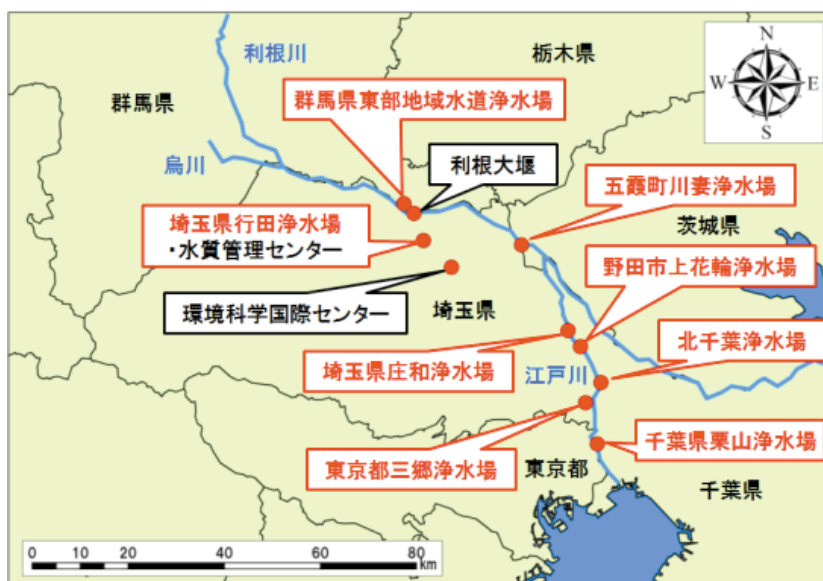 利根川
栃木県
N
W
E
S
群馬県
群馬県東部地域水道浄水場
烏川
利根大堰
五霞町川妻浄水場
埼玉県行田浄水場
・水質管理センター
茨城県
野田市上花輪浄水場
環境科学国際センター
埼玉県
北千葉浄水場
埼玉県庄和浄水場
江戸川
東京都三郷浄水場
東京都
千葉県栗山浄水場
千葉県
0 10 20 40 60 80
km